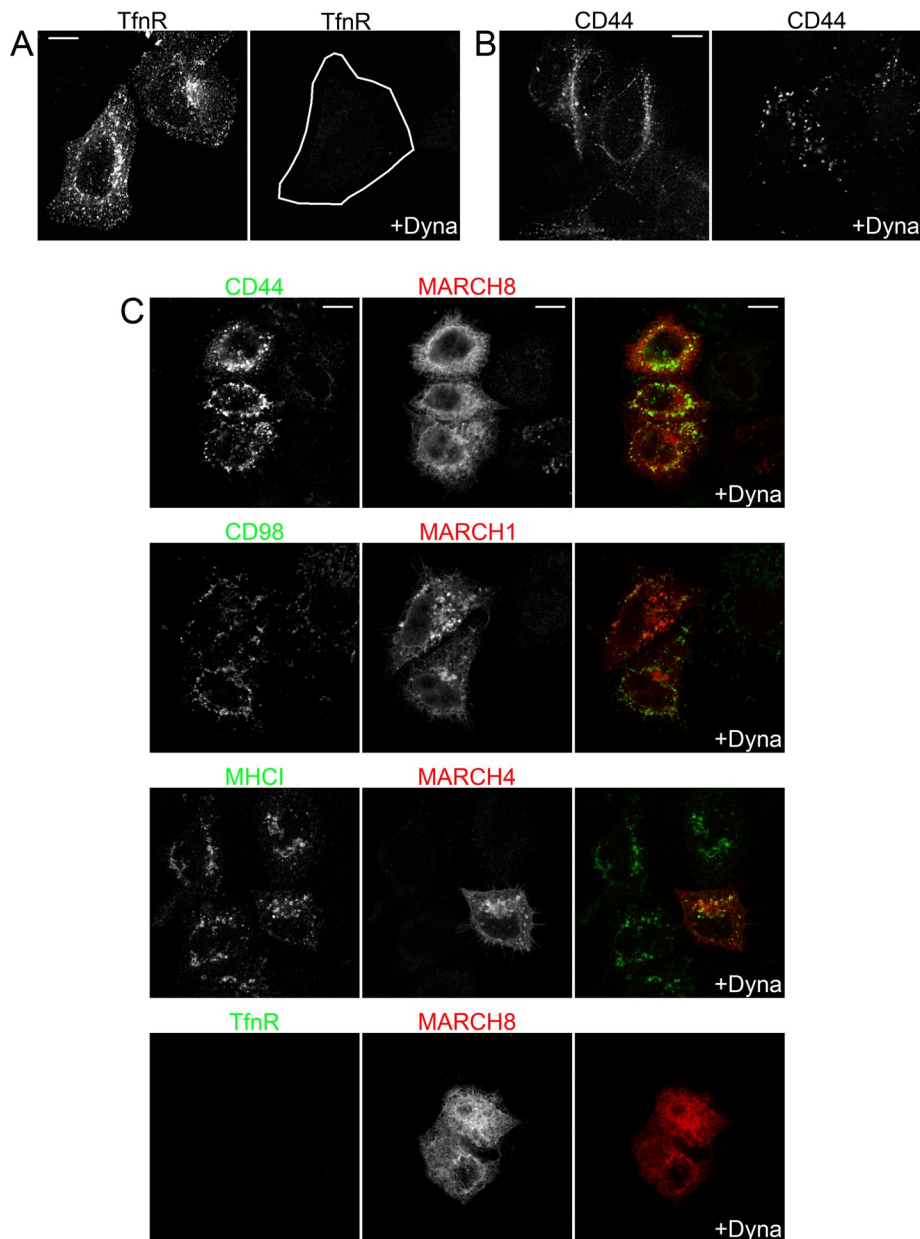 A
TfnR
TfnR
+Dyna
B
CD44
CD44
+Dyna
C
CD44
MARCH8
+Dyna
CD98
MARCH1
+Dyna
MHCI
MARCH4
+Dyna
TfnR
MARCH8
+Dyna